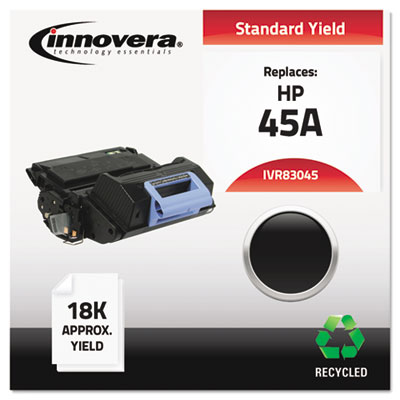 innovera
technology essentials
Standard Yield
Replaces:
HP
45A
IVR83045
18K
APPROX.
YIELD
RECYCLED